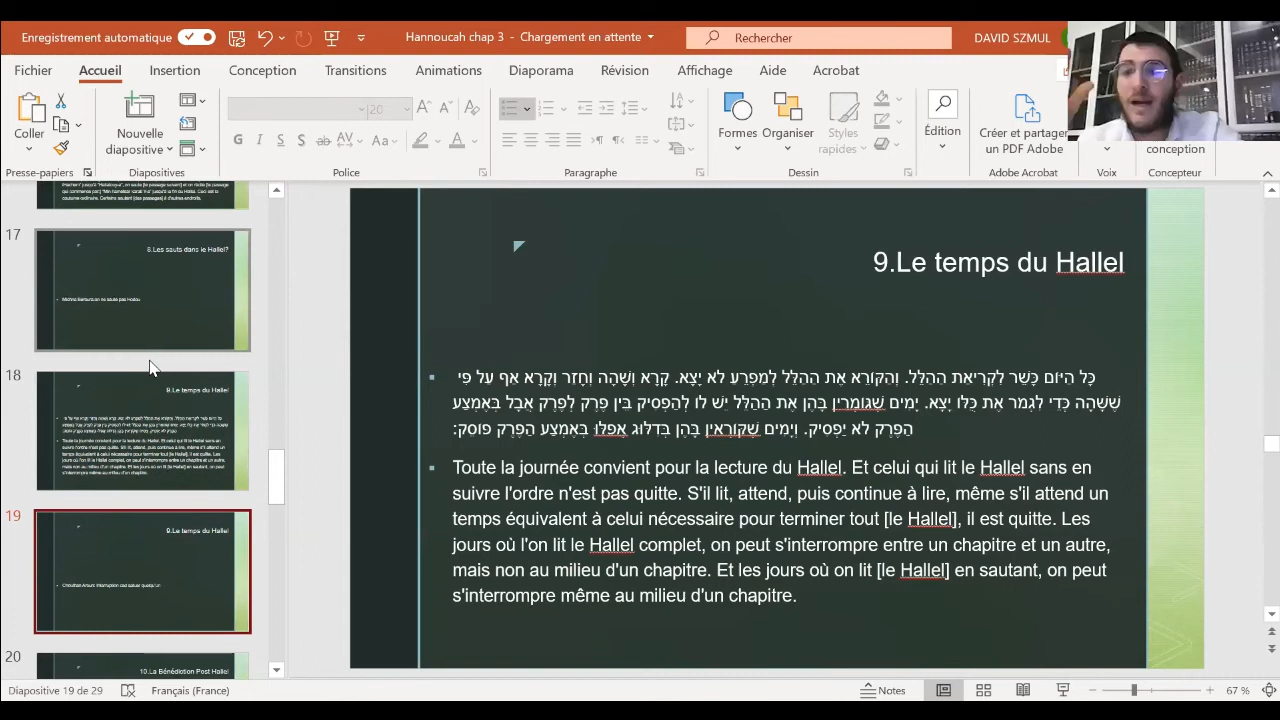 Enregistrement automatique
Hannoucah chap 3 - Chargement en attente
Rechercher
DAVID SZMUL
Fichier Accueil Insertion Conception Transitions Animations Diaporama Révision Affichage Aide Acrobat
Coller
Nouvelle
diapositive
20
G I S S ab AV Aa A
Formes Organiser Styles
rapides
Édition
Créer et partager
un PDF Adobe
conception
Presse-papiers Diapositives Police Paragraphe Dessin Adobe Acrobat Voix Concepteur
17
8.Les sauts dans le Hallel?
18
9.Le temps du Hallel
19
9.Le temps du Hallel
20
10.La Bénédiction Post Hallel
9.Le temps du Hallel
כָּל הַיּוֹם כָּשֵׁר לִקְרִיאַת הַהַלֵּל. וְהַקּוֹרֵא אֶת הַהַלֵּל לְמַפְרֵעַ לֹא יָצָא. קָרָא וְשָׁהָה וְחָזַר וְקָרָא אַף עַל פִּי
שֶׁשָּׁהָה כְּדֵי לִגְמֹר אֶת כֻּלּוֹ יָצָא. יָמִים שֶׁגּוֹמְרִין בָּהֶן אֶת הַהַלֵּל יֵשׁ לוֹ לְהַפְסִיק בֵּין פֶּרֶק לְפֶרֶק אֲבָל בְּאֶמְצַע
הַפֶּרֶק לֹא יַפְסִיק. וְיָמִים שֶׁקּוֹרְאִין בָּהֶן בְּדִלּוּג אֲפִלּוּ בְּאֶמְצַע הַפֶּרֶק פּוֹסֵק:
Toute la journée convient pour la lecture du Hallel. Et celui qui lit le Hallel sans en
suivre l'ordre n'est pas quitte. S'il lit, attend, puis continue à lire, même s'il attend un
temps équivalent à celui nécessaire pour terminer tout [le Hallel], il est quitte. Les
jours où l'on lit le Hallel complet, on peut s'interrompre entre un chapitre et un autre,
mais non au milieu d'un chapitre. Et les jours où on lit [le Hallel] en sautant, on peut
s'interrompre même au milieu d'un chapitre.
Diapositive 19 de 29 Français (France) Notes 67 %